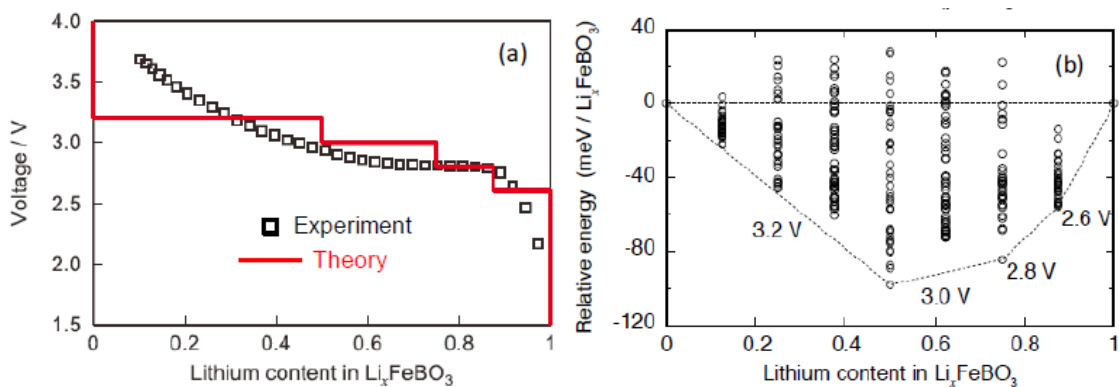 4.0
3.5
3.0
2.5
2.0
1.5
Voltage / V
(a)
Experiment
Theory
0
0.2
0.4
0.6
0.8
1
Lithium content in LixFeBO3
40
0
-40
-80
-120
Relative energy (meV / LixFeBO3)
(b)
3.2 V
3.0 V
2.8 V
2.6 V
0
0.2
0.4
0.6
0.8
1
Lithium content in LixFeBO3